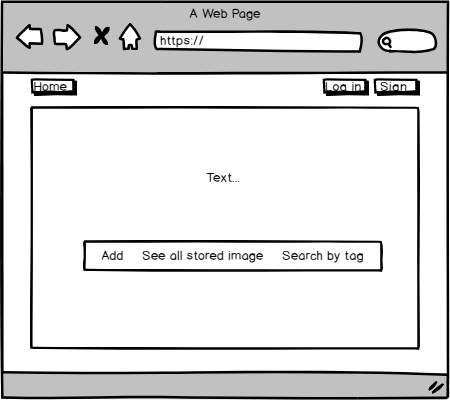 A Web Page
https://
Home Log in Sign
Text...
Add See all stored image Search by tag